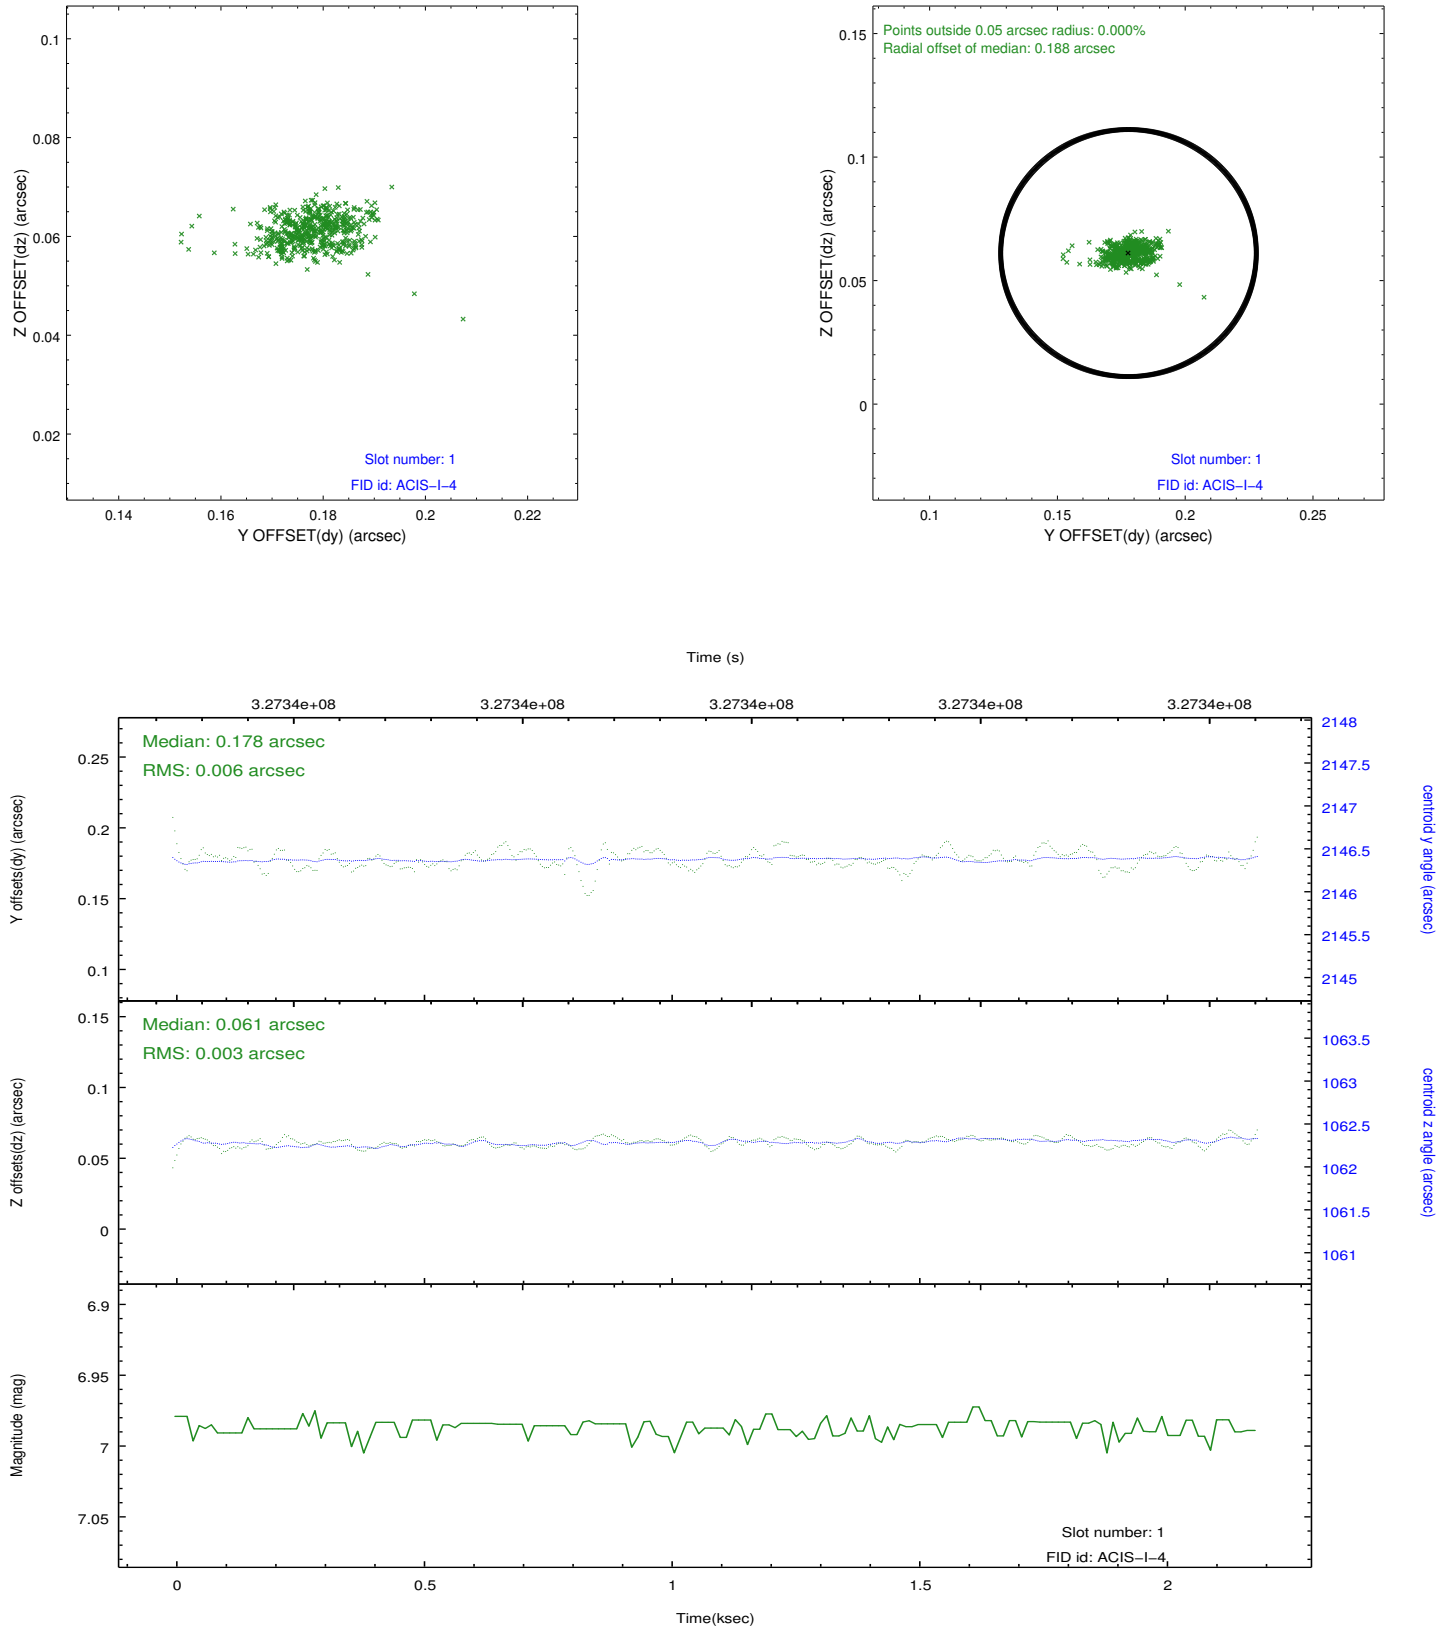 0.1
0.08
0.06
0.04
0.02
Z OFFSET(dz) (arcsec)
Slot number: 1
FID id: ACIS−I−4
0.14 0.16 0.18 0.2 0.22
Y OFFSET(dy) (arcsec)
Points outside 0.05 arcsec radius: 0.000%
Radial offset of median: 0.188 arcsec
0.15
0.1
0.05
0
Z OFFSET(dz) (arcsec)
Slot number: 1
FID id: ACIS−I−4
0.1 0.15 0.2 0.25
Y OFFSET(dy) (arcsec)
Time (s)
3.2734e+08 3.2734e+08 3.2734e+08 3.2734e+08 3.2734e+08
Median: 0.178 arcsec
RMS: 0.006 arcsec
0.25
0.2
0.15
0.1
Y offsets(dy) (arcsec)
2148
2147.5
2147
2146.5
2146
2145.5
2145
centroid y angle (arcsec)
Median: 0.061 arcsec
RMS: 0.003 arcsec
0.15
0.1
0.05
0
Z offsets(dz) (arcsec)
1063.5
1063
1062.5
1062
1061.5
1061
centroid z angle (arcsec)
6.9
6.95
7
7.05
Magnitude (mag)
Slot number: 1
FID id: ACIS−I−4
0 0.5 1 1.5 2
Time(ksec)